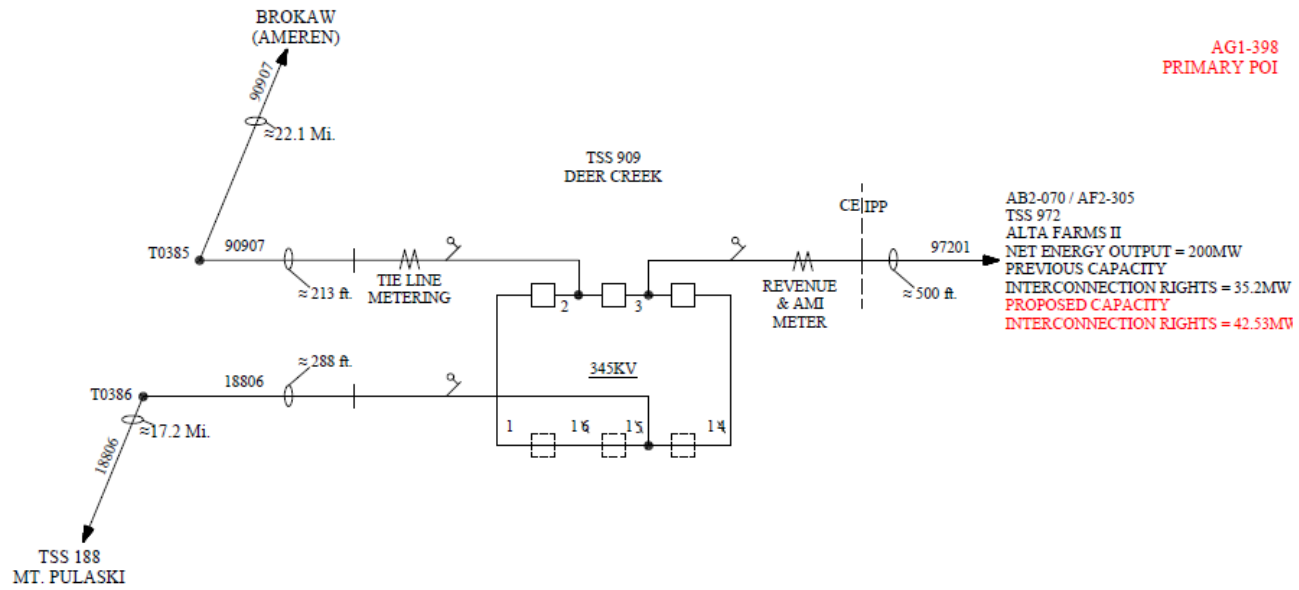 BROKAW
(AMEREN)
AG1-398
PRIMARY POI
90907
≈22.1 Mi.
TSS 909
DEER CREEK
CE IPP
AB2-070 / AF2-305
TSS 972
ALTA FARMS II
NET ENERGY OUTPUT = 200MW
PREVIOUS CAPACITY
INTERCONNECTION RIGHTS = 35.2MW
PROPOSED CAPACITY
INTERCONNECTION RIGHTS = 42.53MW
T0385
90907
≈ 213 ft.
TIE LINE
METERING
2
3
REVENUE
& AMI
METER
97201
≈ 500 ft.
≈ 288 ft.
18806
T0386
345KV
≈17.2 Mi.
18806
1
16
15
14
TSS 188
MT. PULASKI